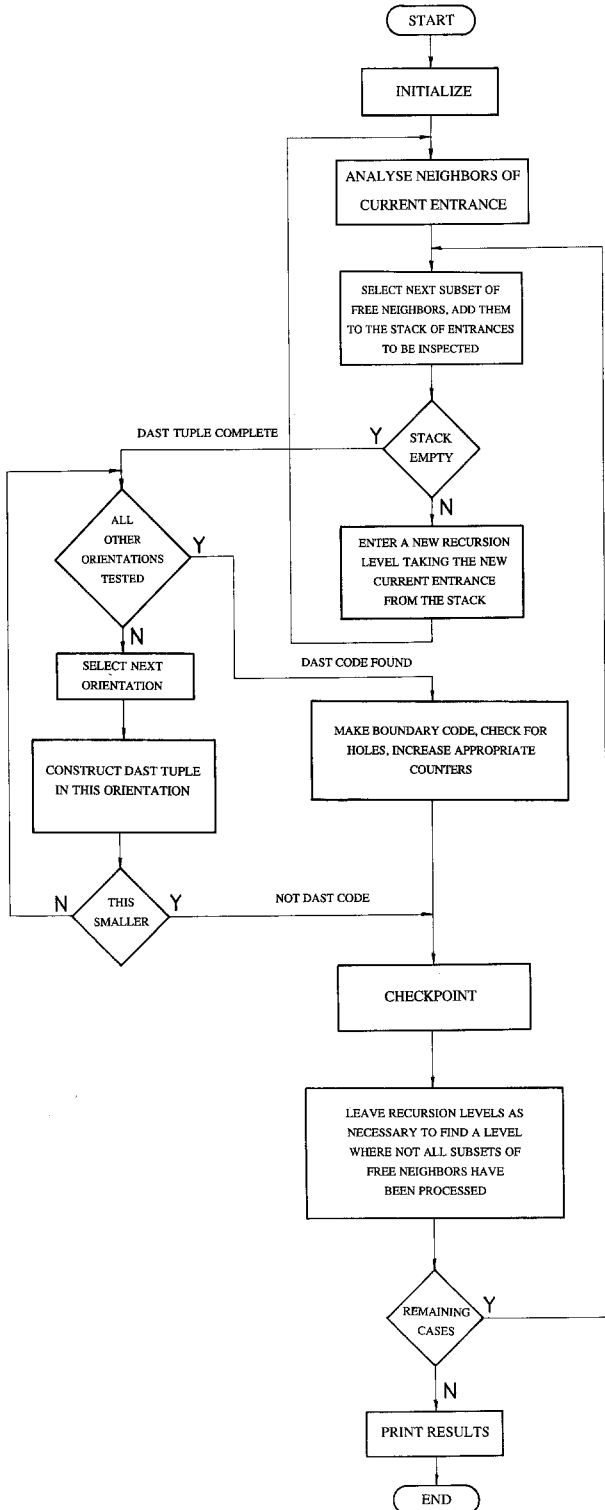 START
INITIALIZE
ANALYSE NEIGHBORS OF
CURRENT ENTRANCE
SELECT NEXT SUBSET OF
FREE NEIGHBORS, ADD THEM
TO THE STACK OF ENTRANCES
TO BE INSPECTED
DAST TUPLE COMPLETE
Y
STACK
EMPTY
N
ALL
OTHER
ORIENTATIONS
TESTED
Y
N
ENTER A NEW RECURSION
LEVEL TAKING THE NEW
CURRENT ENTRANCE
FROM THE STACK
SELECT NEXT
ORIENTATION
DAST CODE FOUND
MAKE BOUNDARY CODE, CHECK FOR
HOLES, INCREASE APPROPRIATE
COUNTERS
CONSTRUCT DAST TUPLE
IN THIS ORIENTATION
N
THIS
SMALLER
Y
NOT DAST CODE
CHECKPOINT
LEAVE RECURSION LEVELS AS
NECESSARY TO FIND A LEVEL
WHERE NOT ALL SUBSETS OF
FREE NEIGHBORS HAVE
BEEN PROCESSED
REMAINING
CASES
Y
N
PRINT RESULTS
END